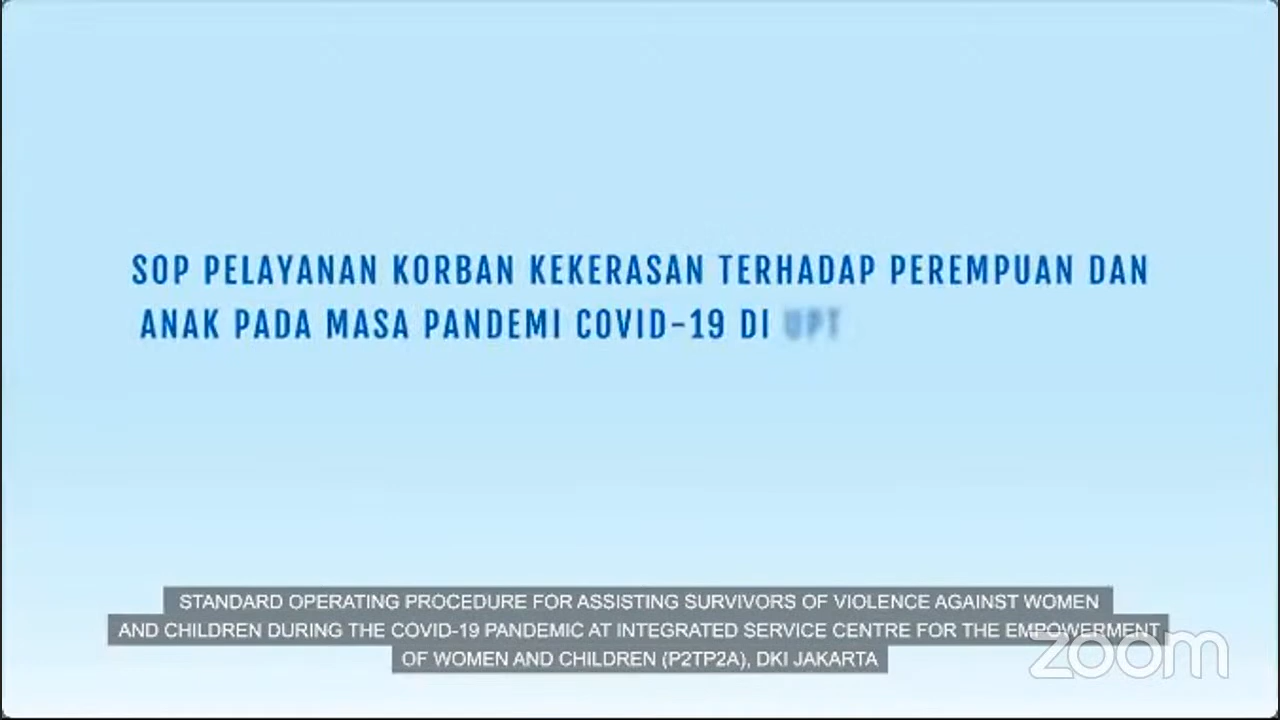 SOP PELAYANAN KORBAN KEKERASAN TERHADAP PEREMPUAN DAN
ANAK PADA MASA PANDEMI COVID-19 DI UPT
STANDARD OPERATING PROCEDURE FOR ASSISTING SURVIVORS OF VIOLENCE AGAINST WOMEN
AND CHILDREN DURING THE COVID-19 PANDEMIC AT INTEGRATED SERVICE CENTRE FOR THE EMPOWERMENT
OF WOMEN AND CHILDREN (P2TP2A), DKI JAKARTA
zoom